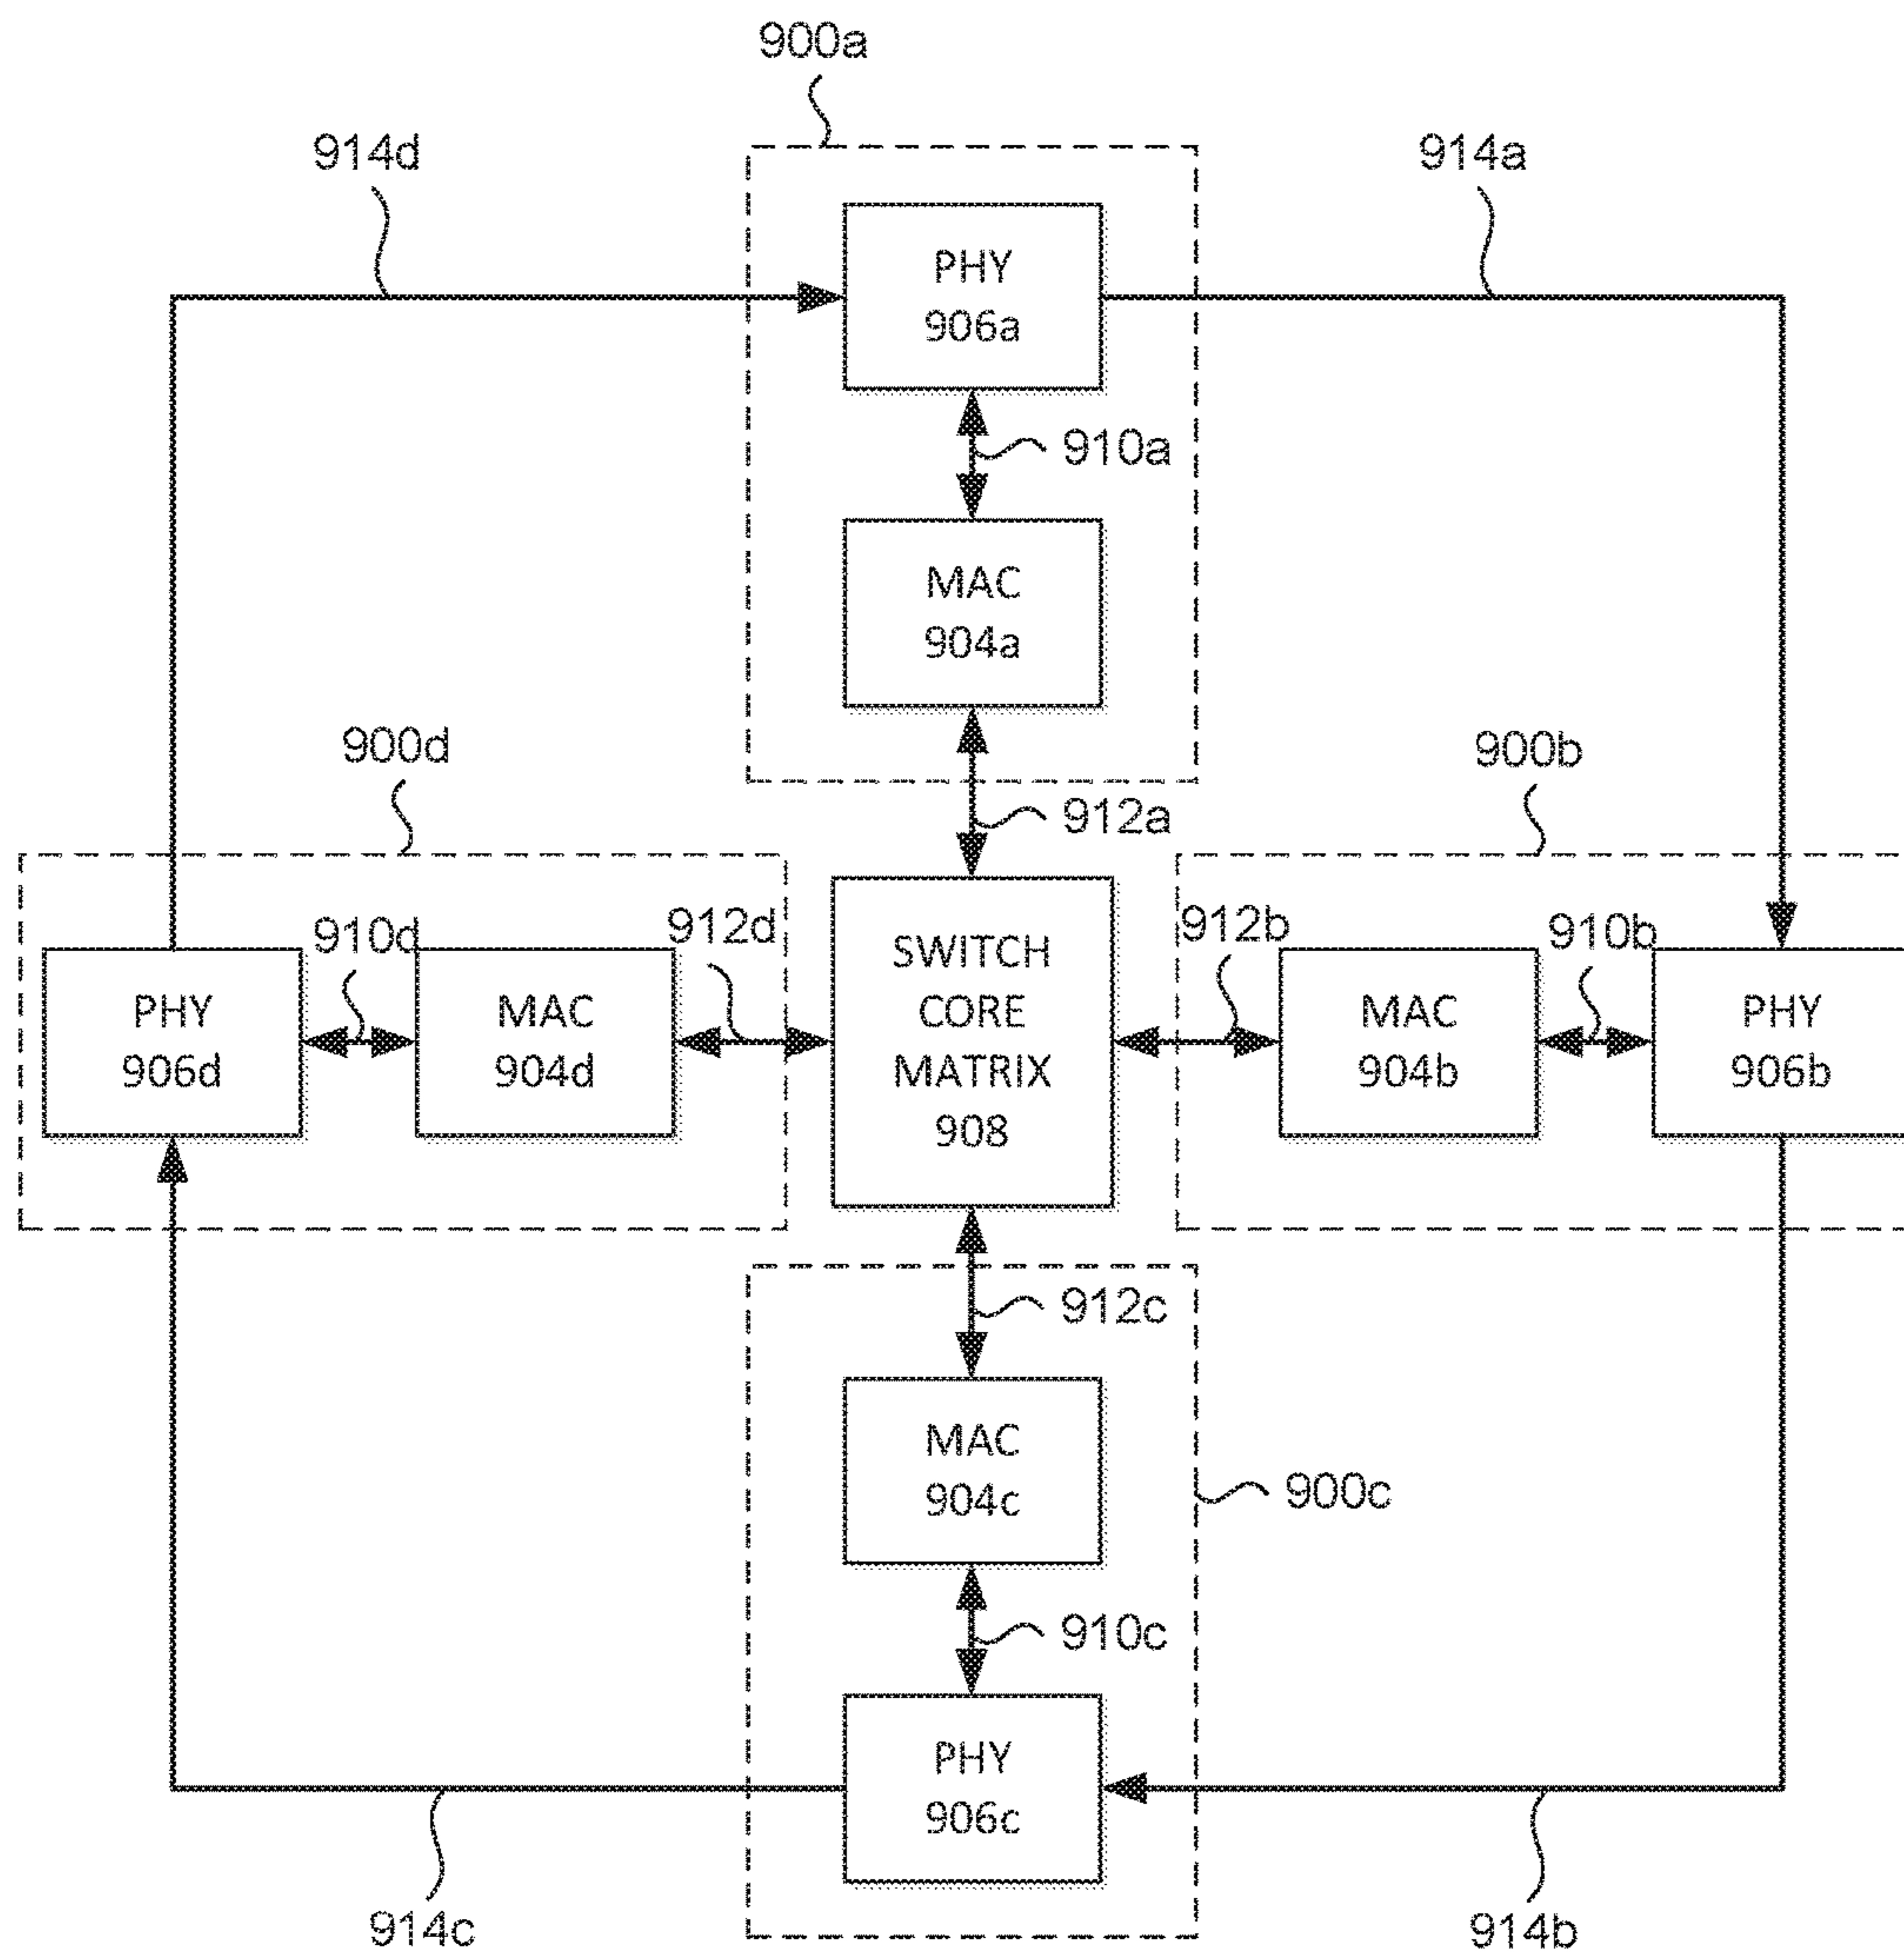 900a
914d
914a
PHY
906a
910a
MAC
904a
900d
900b
912a
910d
912d
912b
910b
PHY
906d
MAC
904d
SWITCH
CORE
MATRIX
908
MAC
904b
PHY
906b
912c
MAC
904c
900c
910c
PHY
906c
914c
914b